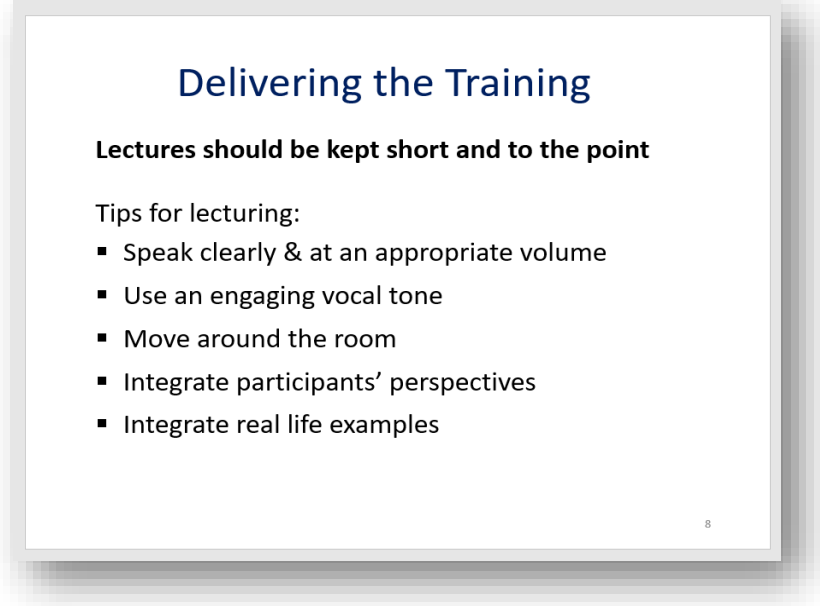 Delivering the Training
Lectures should be kept short and to the point
Tips for lecturing:
▪ Speak clearly & at an appropriate volume
▪ Use an engaging vocal tone
▪ Move around the room
▪ Integrate participants’ perspectives
▪ Integrate real life examples
8